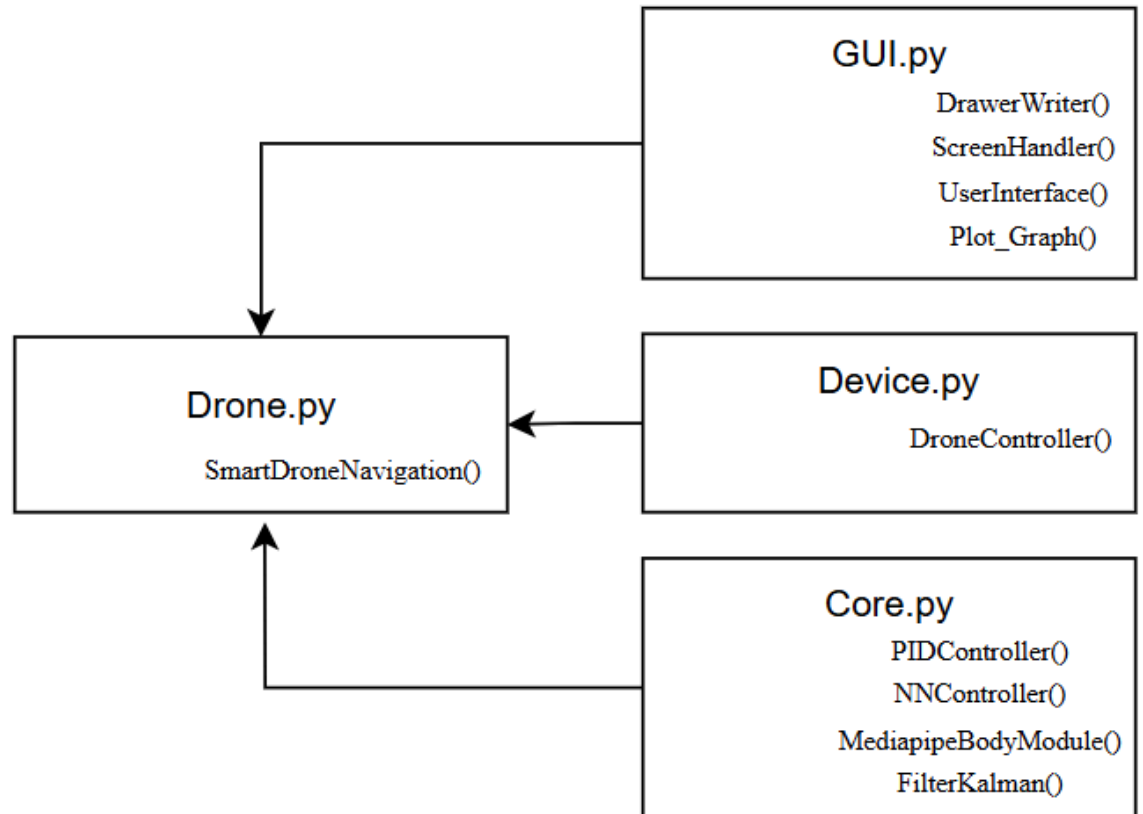 GUI.py
DrawerWriter()
ScreenHandler()
UserInterface()
Plot_Graph()
Drone.py
SmartDroneNavigation()
Device.py
DroneController()
Core.py
PIDController()
NNController()
MediapipeBodyModule()
FilterKalman()